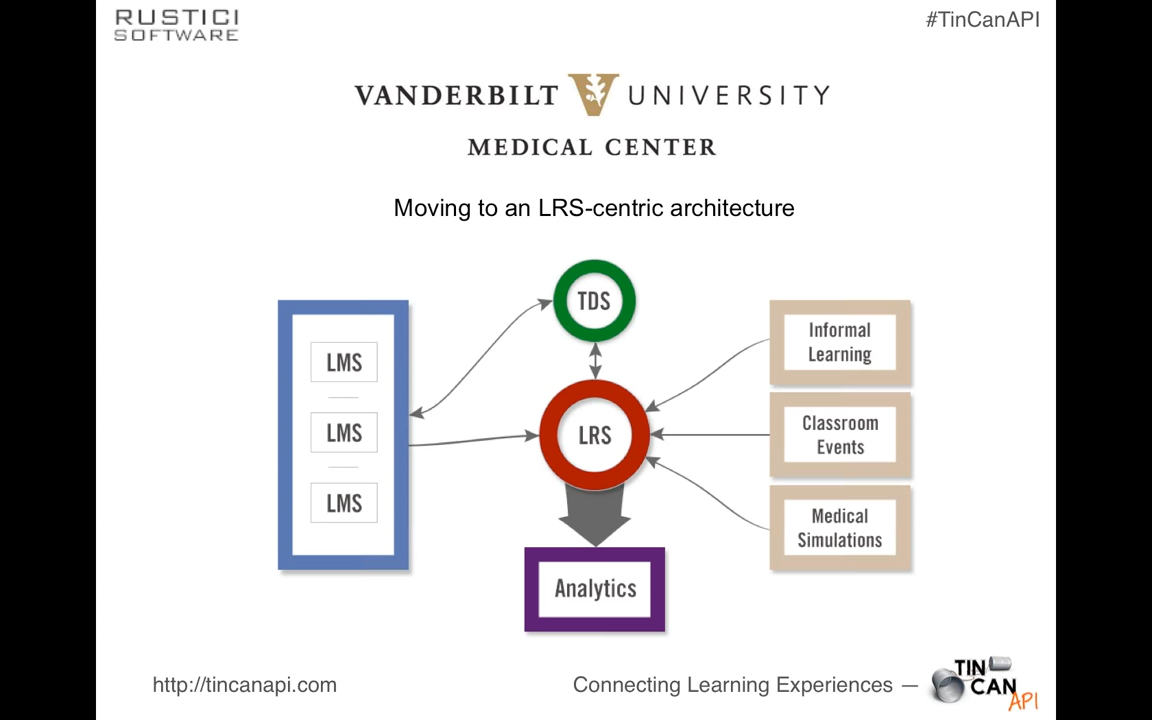 RUSTICI
SOFTWARE
#TinCanAPI
VANDERBILT V UNIVERSITY
MEDICAL CENTER
Moving to an LRS-centric architecture
TDS
LMS
LMS
LMS
LRS
Informal
Learning
Classroom
Events
Medical
Simulations
Analytics
http://tincanapi.com
Connecting Learning Experiences —
TIN
CAN
API